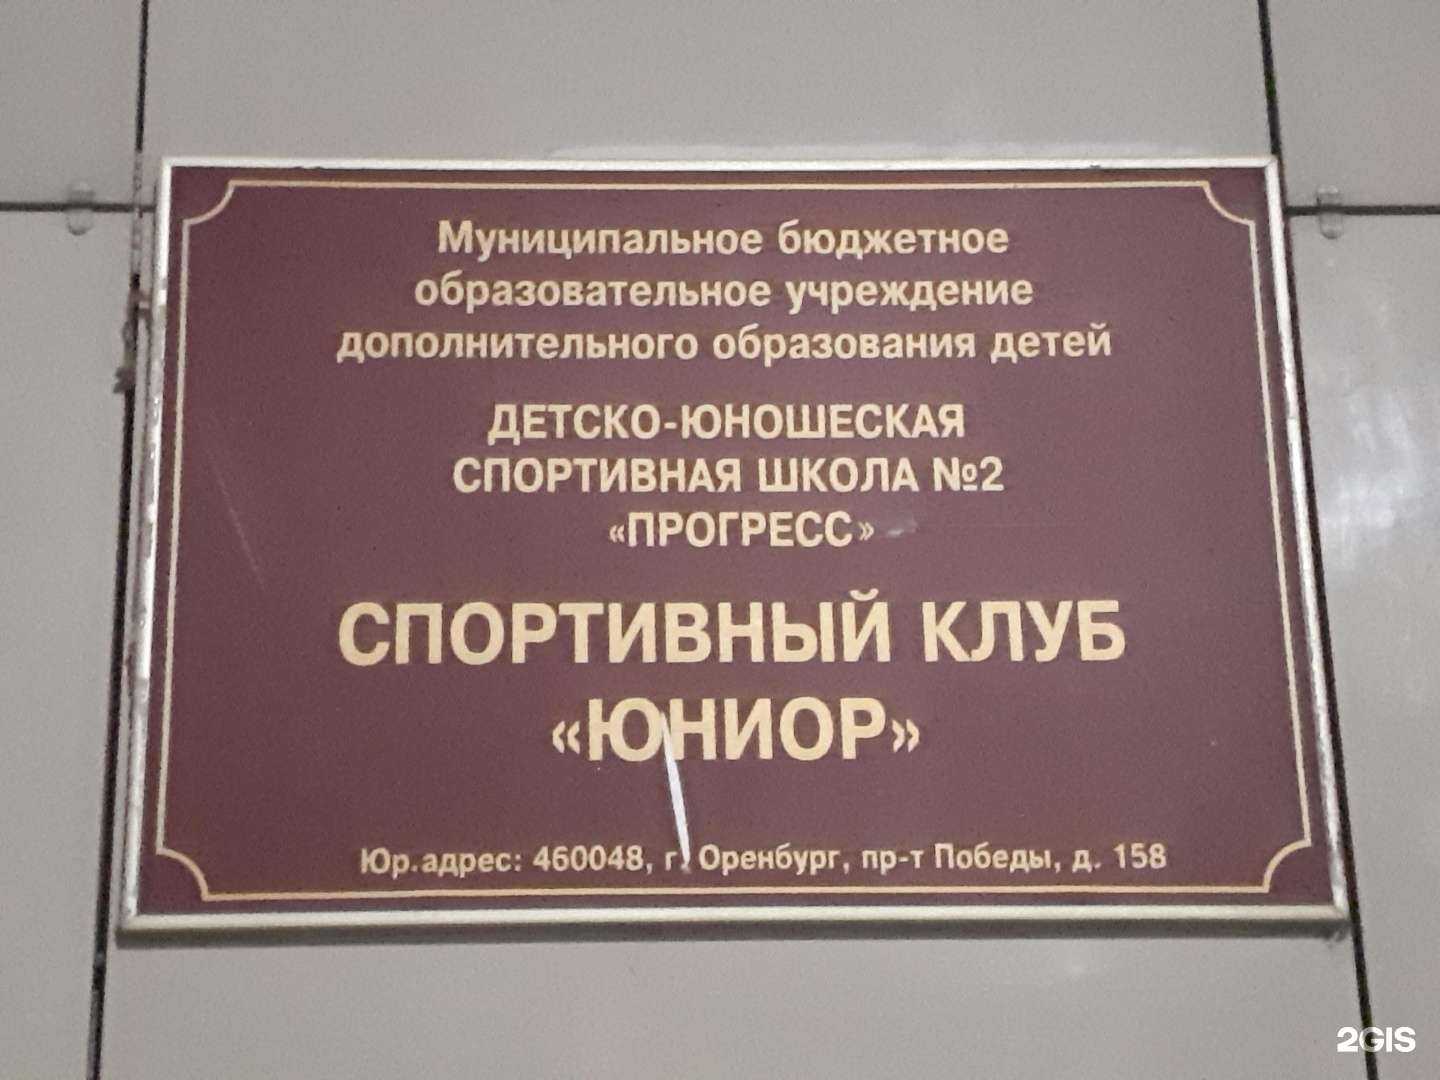 Муниципальное бюджетное
образовательное учреждение
дополнительного образования детей
ДЕТСКО-ЮНОШЕСКАЯ
СПОРТИВНАЯ ШКОЛА №2
«ПРОГРЕСС»
СПОРТИВНЫЙ КЛУБ
«ЮНИОР»
Юр.адрес: 460048, г. Оренбург, пр-т Победы, д. 158
2GIS